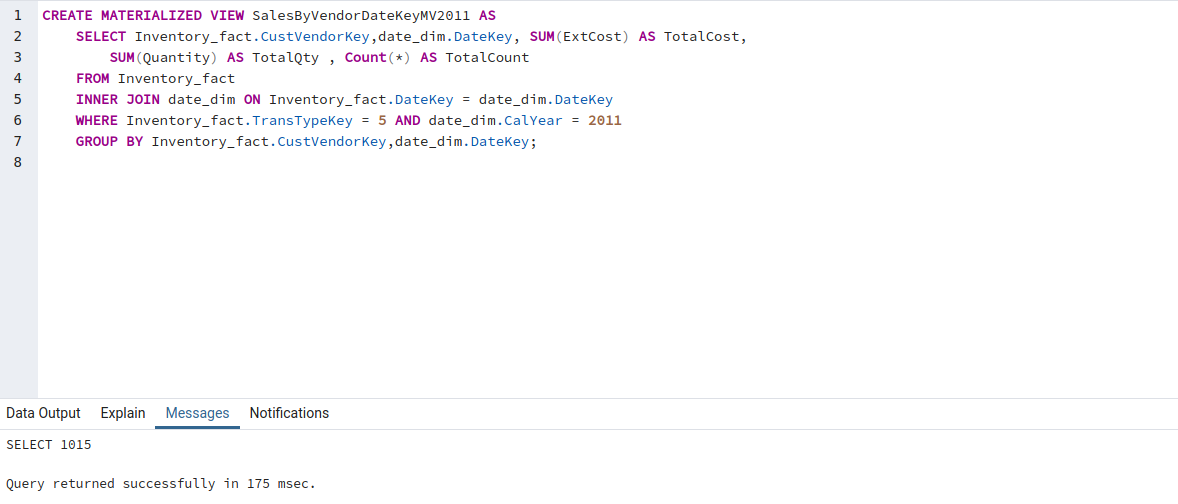 1 CREATE MATERIALIZED VIEW SalesByVendorDateKeyMV2011 AS
2 SELECT Inventory_fact.CustVendorKey,date_dim.DateKey, SUM(ExtCost) AS TotalCost,
3 SUM(Quantity) AS TotalQty , Count(*) AS TotalCount
4 FROM Inventory_fact
5 INNER JOIN date_dim ON Inventory_fact.DateKey = date_dim.DateKey
6 WHERE Inventory_fact.TransTypeKey = 5 AND date_dim.CalYear = 2011
7 GROUP BY Inventory_fact.CustVendorKey,date_dim.DateKey;
8
Data Output Explain Messages Notifications
SELECT 1015
Query returned successfully in 175 msec.